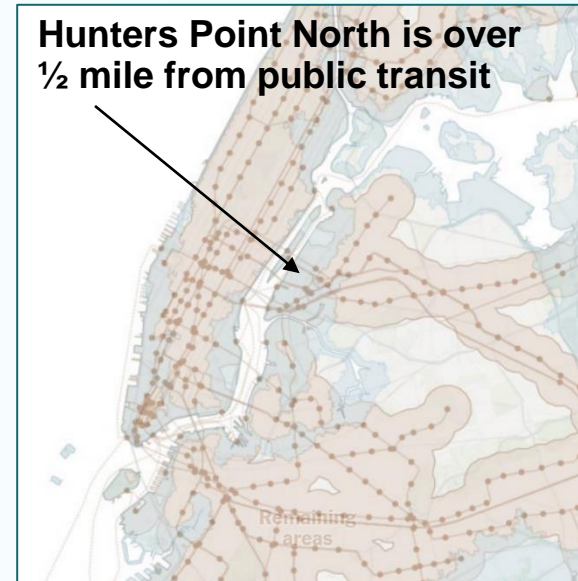 Hunters Point North is over
½ mile from public transit
Remaining
areas